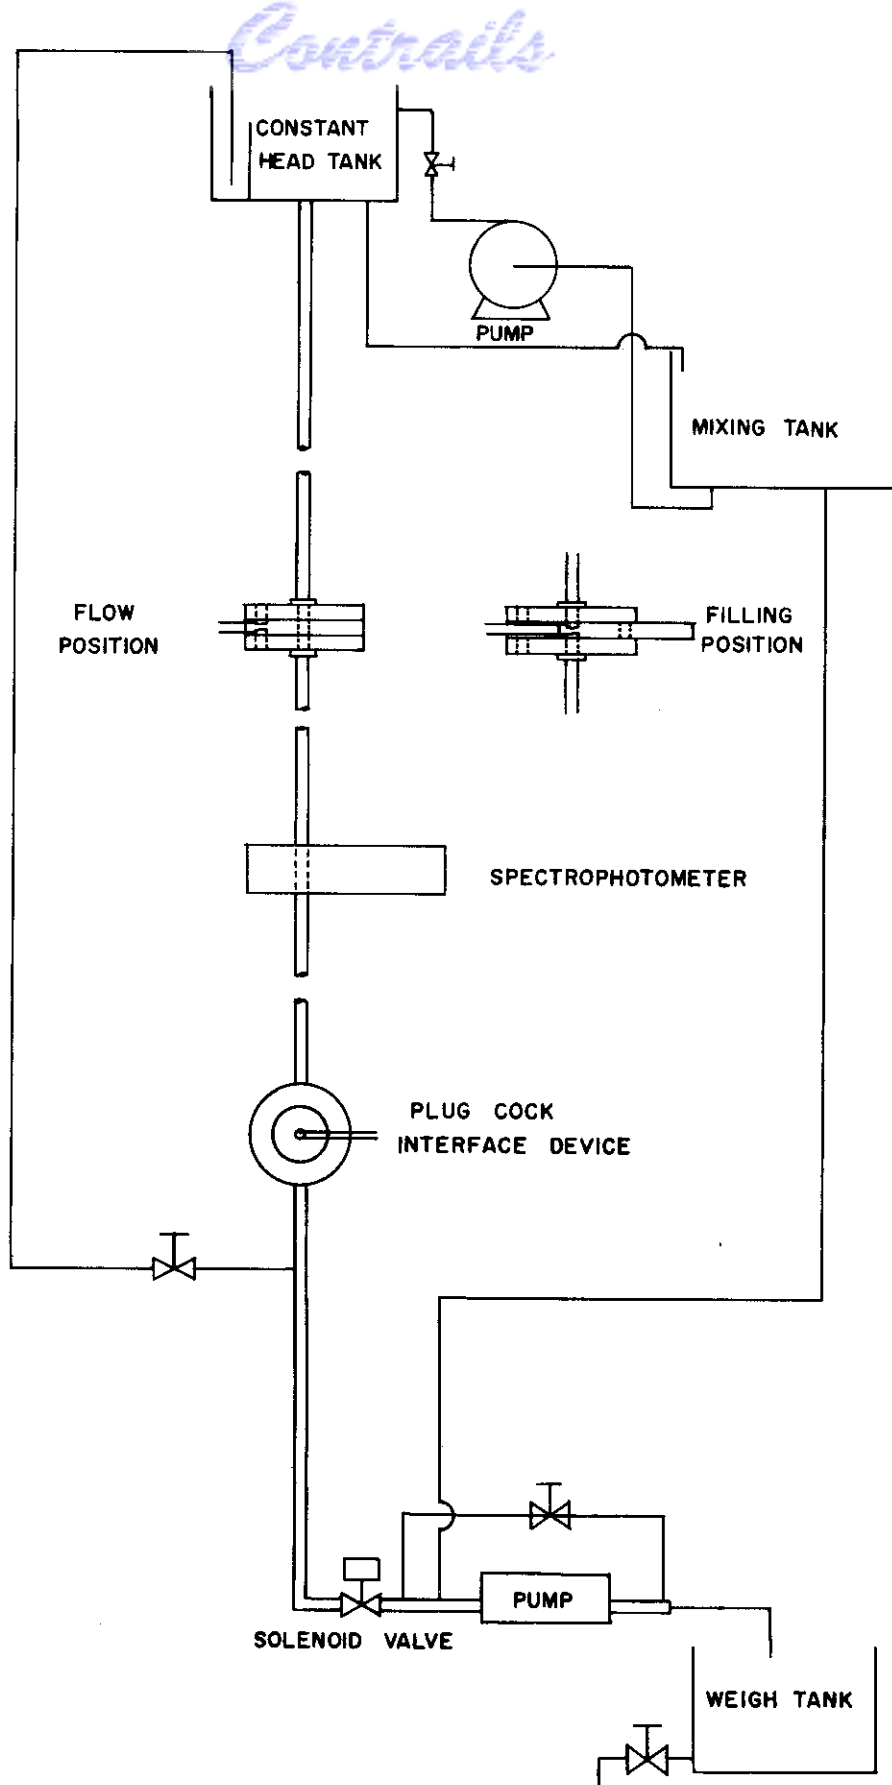 Contrails
CONSTANT
HEAD TANK
PUMP
MIXING TANK
FLOW
POSITION
FILLING
POSITION
SPECTROPHOTOMETER
PLUG COCK
INTERFACE DEVICE
PUMP
SOLENOID VALVE
WEIGH TANK